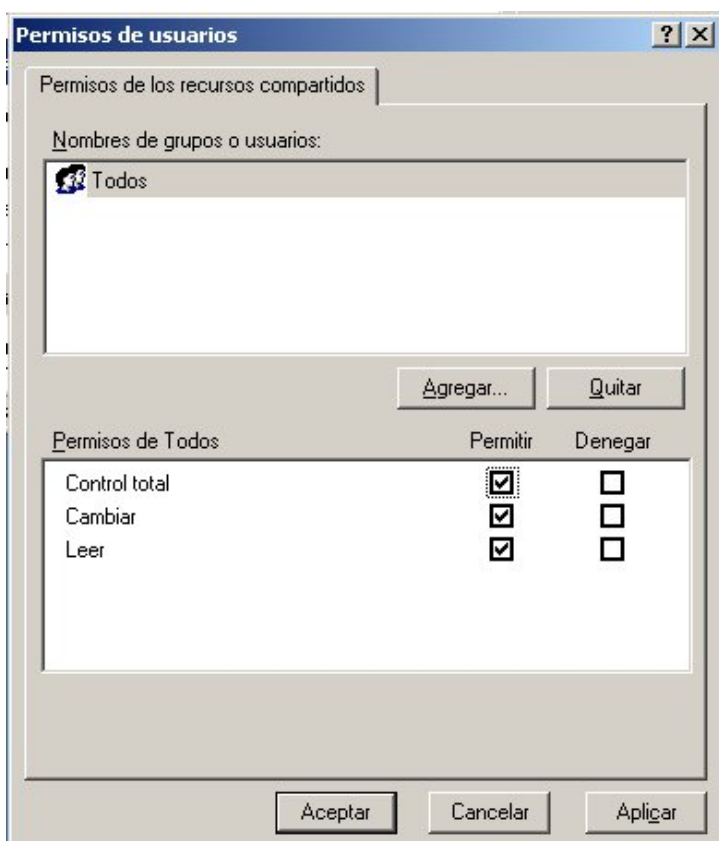 Permisos de usuarios
Permisos de los recursos compartidos
Nombres de grupos o usuarios:
Todos
Agregar... Quitar
Permisos de Todos Permitir Denegar
Control total
Cambiar
Leer
Aceptar Cancelar Aplicar